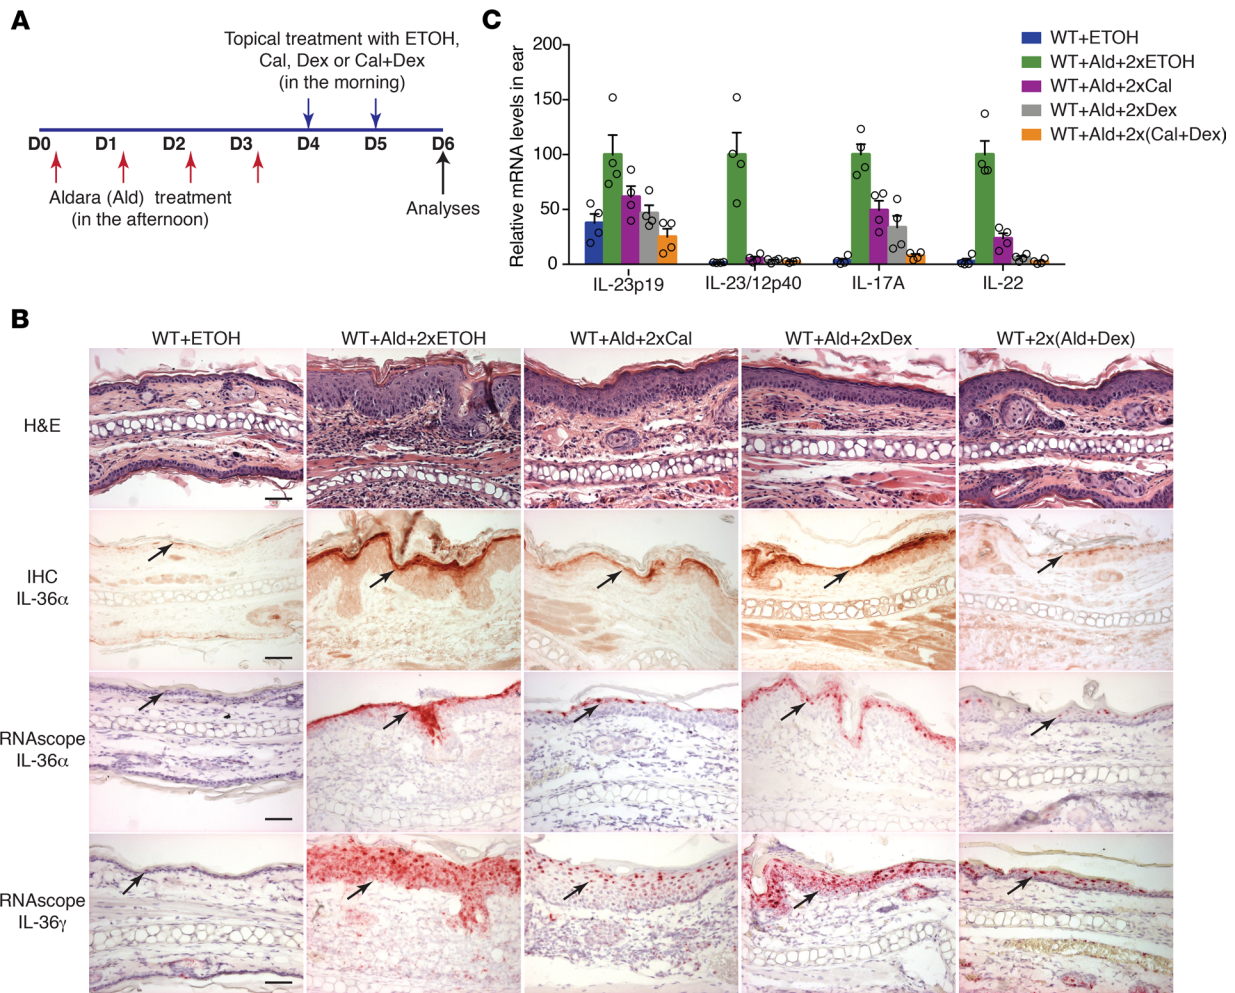 A
Topical treatment with ETOH,
Cal, Dex or Cal+Dex
(in the morning)
D0 D1 D2 D3 D4 D5 D6
Aldara (Ald) treatment
(in the afternoon)
Analyses
C
Relative mRNA levels in ear
200
150
100
50
0
IL-23p19 IL-23/12p40 IL-17A IL-22
WT+ETOH
WT+Ald+2xETOH
WT+Ald+2xCal
WT+Ald+2xDex
WT+Ald+2x(Cal+Dex)
B
WT+ETOH WT+Ald+2xETOH WT+Ald+2xCal WT+Ald+2xDex WT+2x(Ald+Dex)
H&E
IHC
IL-36α
RNAscope
IL-36α
RNAscope
IL-36γ